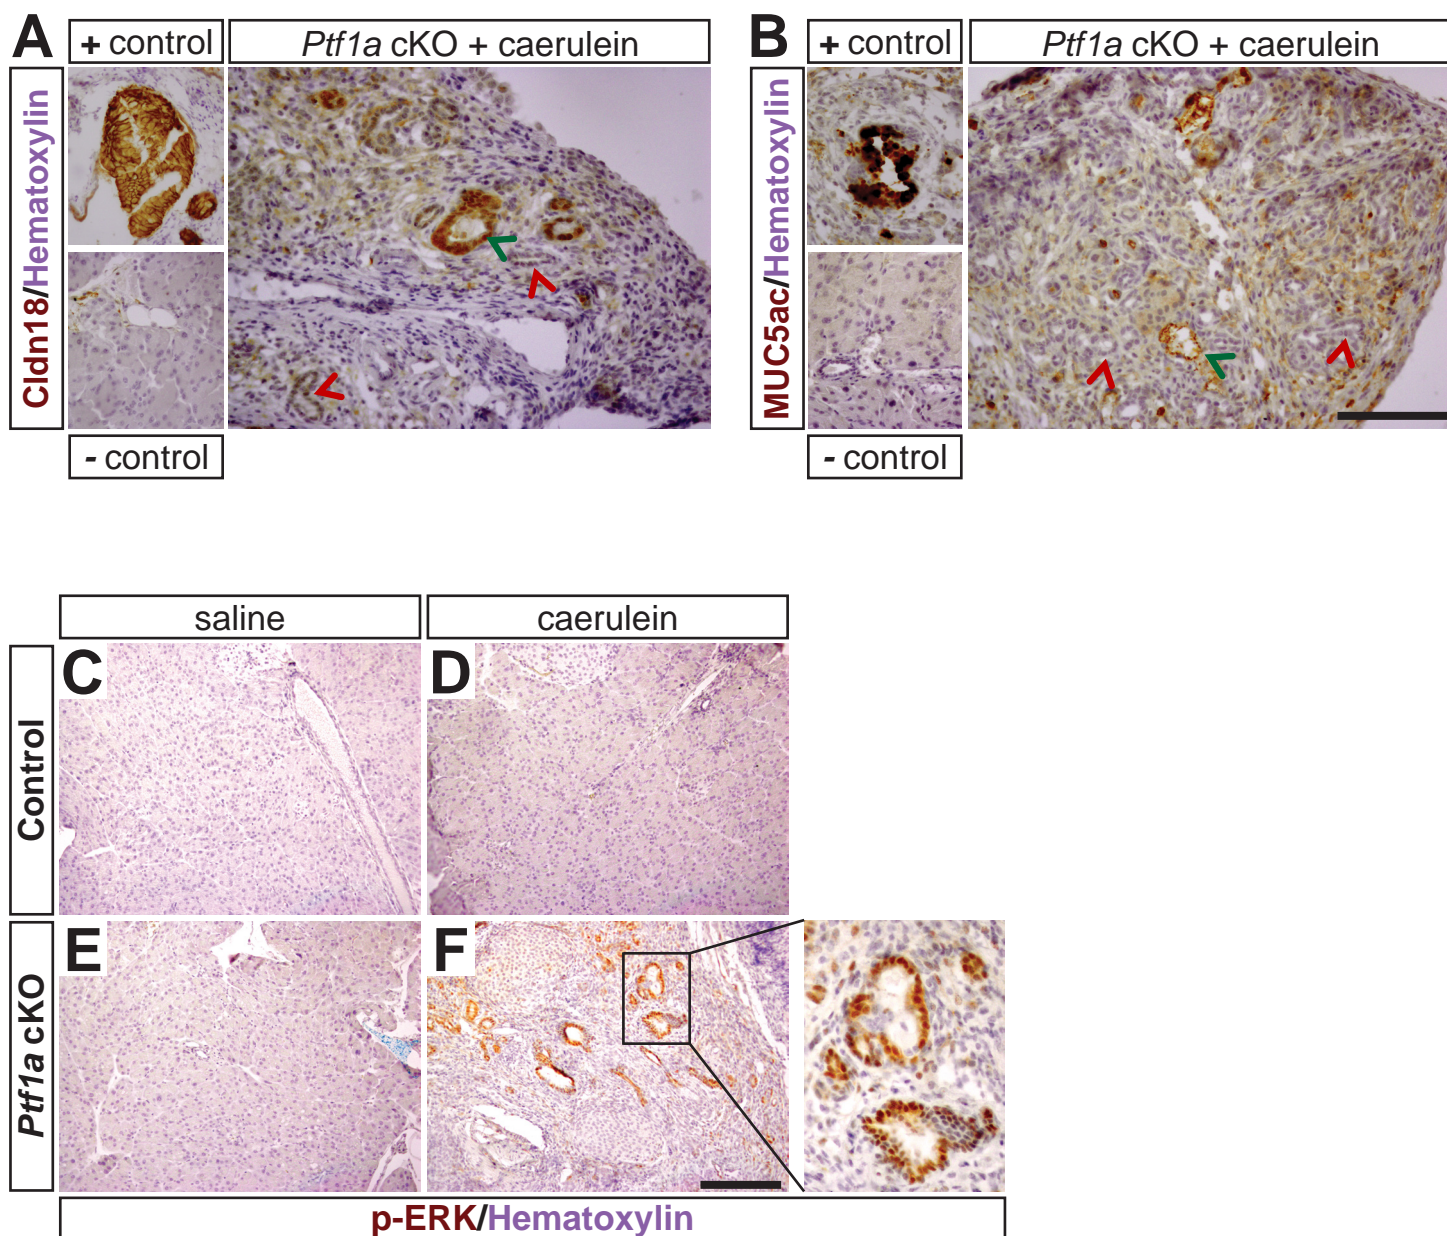 A
+ control
Ptf1a cKO + caerulein
Cldn18/Hematoxylin
- control
B
+ control
Ptf1a cKO + caerulein
MUC5ac/Hematoxylin
- control
saline
caerulein
Control
C
D
Ptf1a cKO
E
F
p-ERK/Hematoxylin